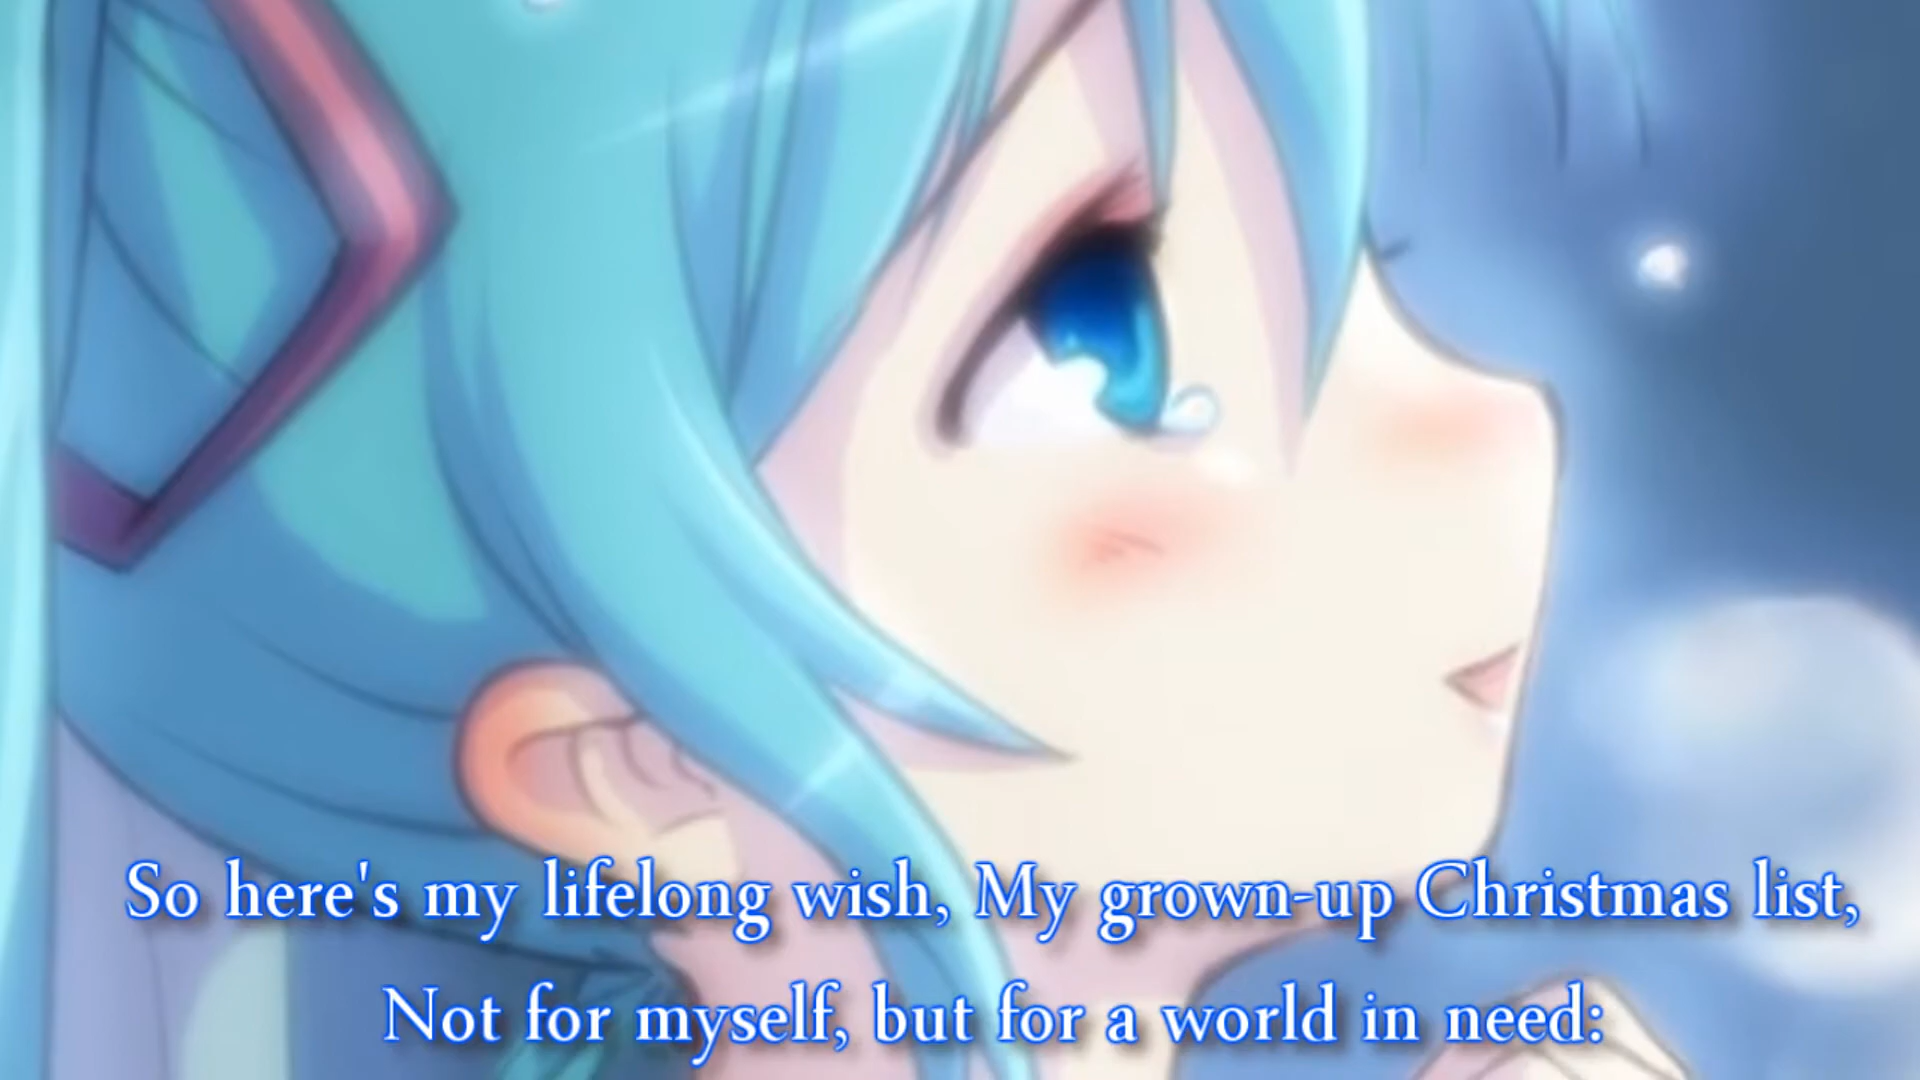 So here's my lifelong wish, My grown-up Christmas list,
Not for myself, but for a world in need: